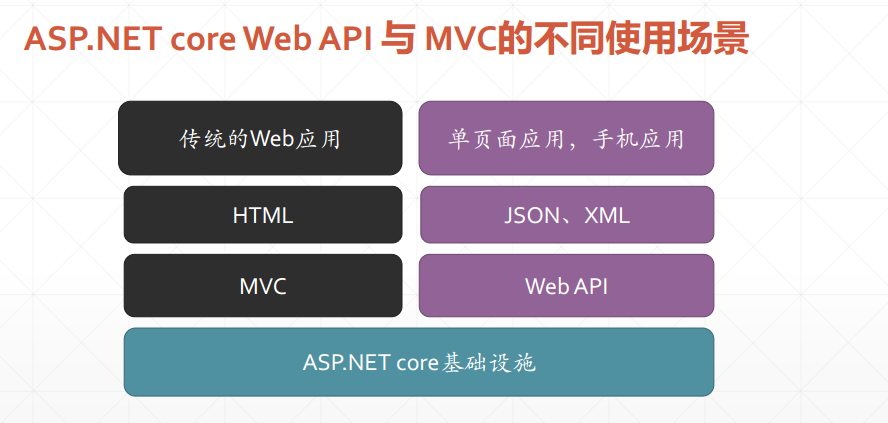 ASP.NET core Web API 与 MVC的不同使用场景
传统的Web应用
单页面应用，手机应用
HTML
JSON、XML
MVC
Web API
ASP.NET core基础设施